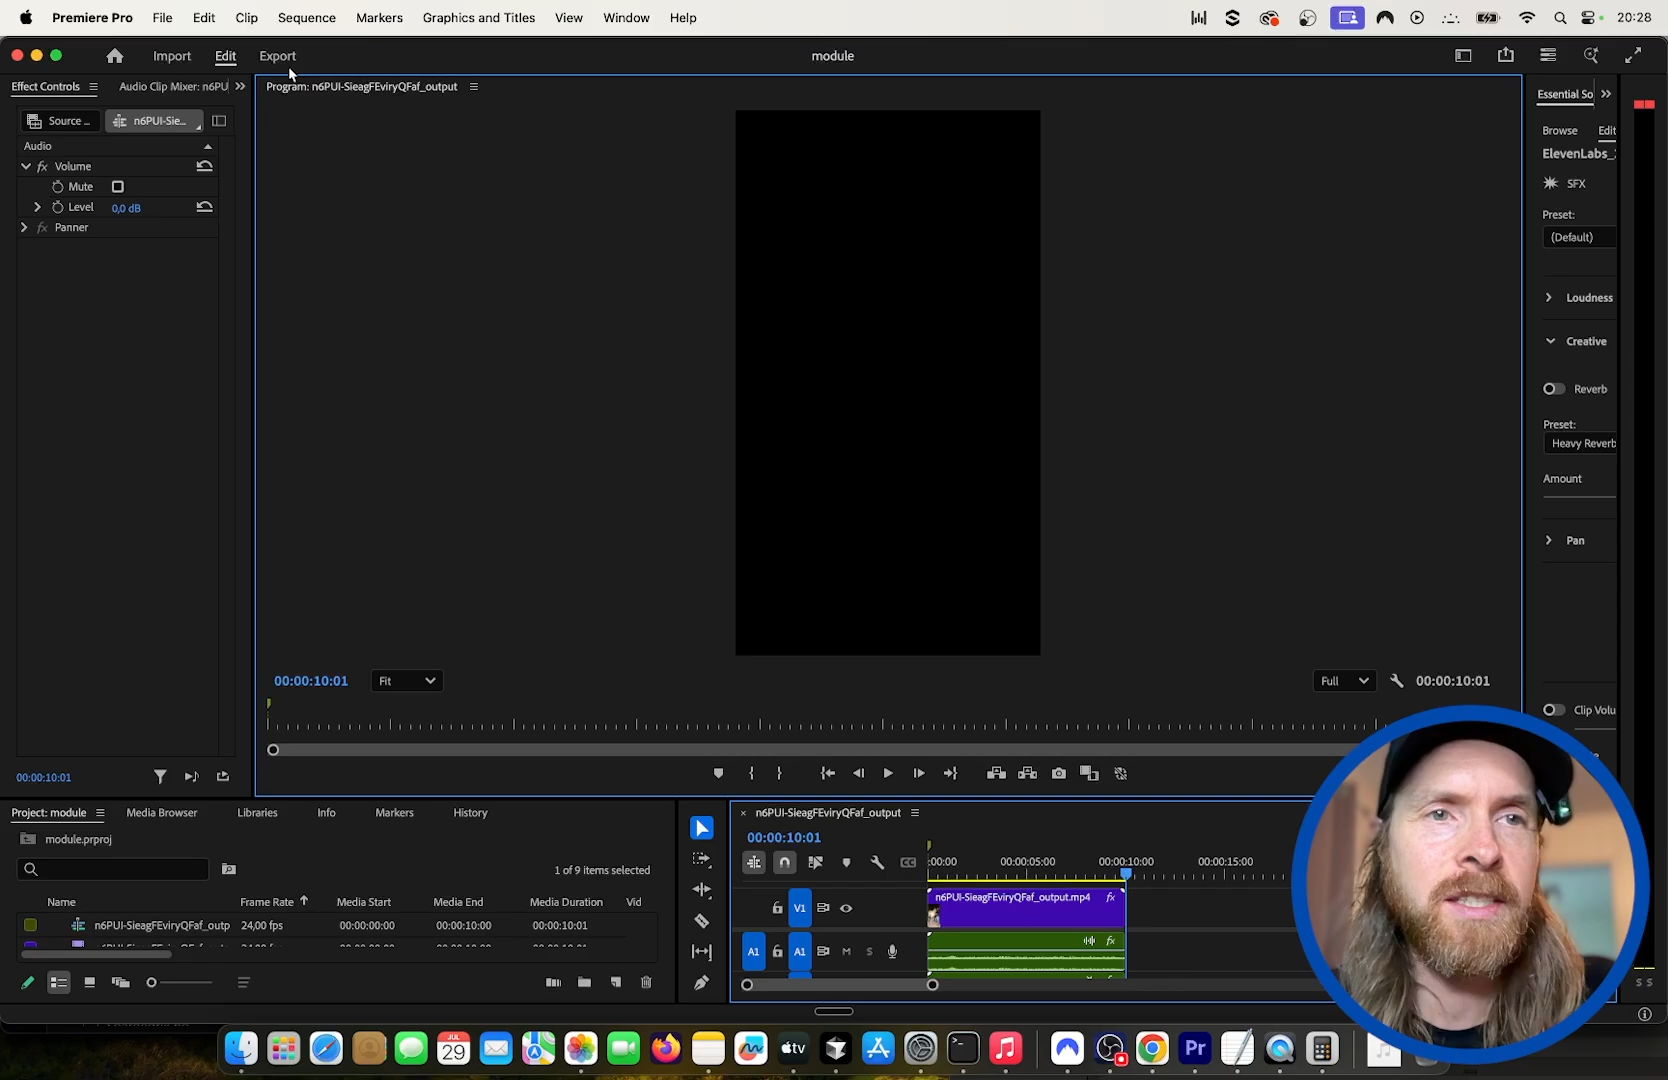 Premiere Pro File Edit Clip Sequence Markers Graphics and Titles View Window Help 20:28
Import Edit Export module
Effect Controls Audio Clip Mixer: n6PU Program: n6PUI-SieagFEviryQFaf_output Essential So
Source ... n6PUI-Sie...
Browse Edit
Audio
ElevenLabs_
fx Volume
Mute
SFX
Level 0,0 dB
Preset:
fx Panner
(Default)
Loudness
Creative
Reverb
Preset:
Heavy Reverb
Amount
Pan
00:00:10:01 Fit Full 00:00:10:01
Clip Volu
00:00:10:01
Project: module Media Browser Libraries Info Markers History
n6PUI-SieagFEviryQFaf_output
module.prproj
00:00:10:01
1 of 9 items selected
:00:00 00:00:05:00 00:00:10:00 00:00:15:00
Name Frame Rate Media Start Media End Media Duration Vid
V1 n6PUI-SieagFEviryQFaf_output.mp4 fx
n6PUI-SieagFEviryQFaf_outp 24,00 fps 00:00:00:00 00:00:10:00 00:00:10:01
A1 A1 M S fx
S S
JUL
29
tv
Pr